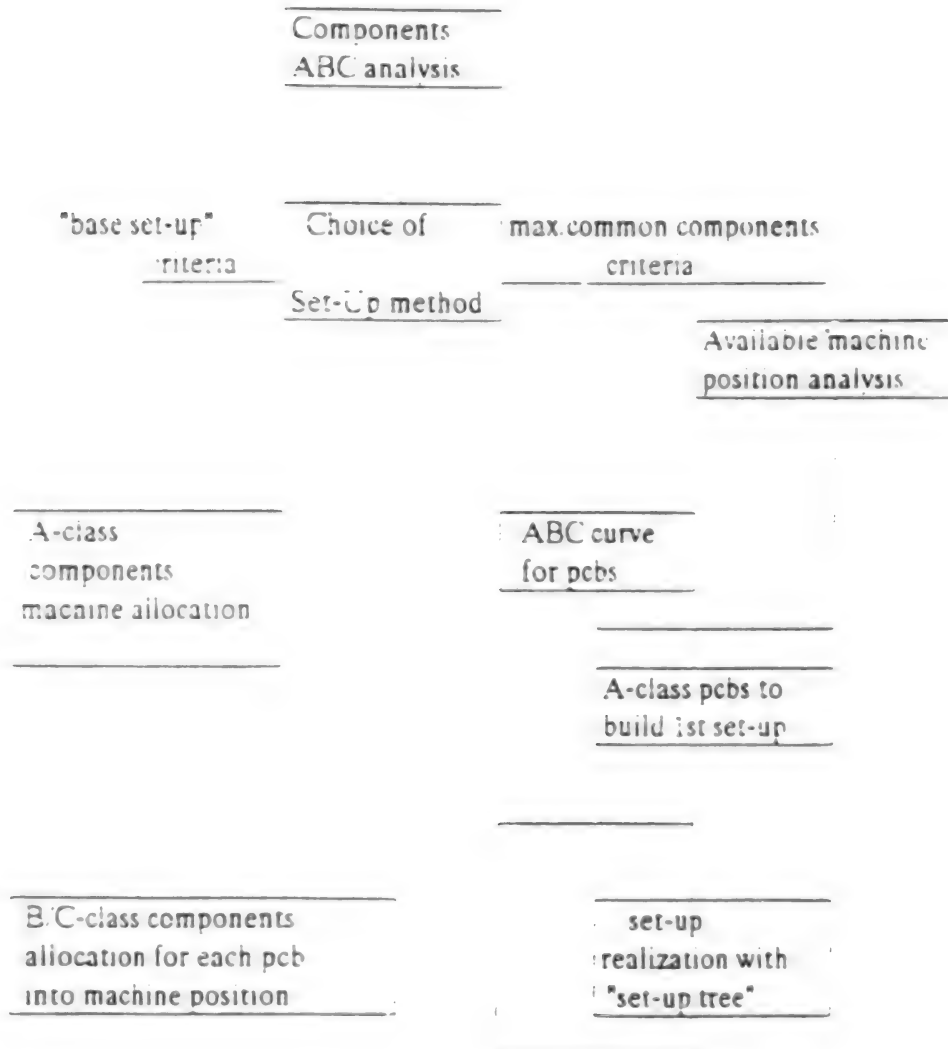 Components
ABC analysis
"base set-up"
criteria
Choice of
Set-Up method
max.common components
criteria
Available machine
position analysis
A-class
components
machine allocation
ABC curve
for pcbs
A-class pcbs to
build 1st set-up
B/C-class components
allocation for each pcb
into machine position
set-up
realization with
"set-up tree"